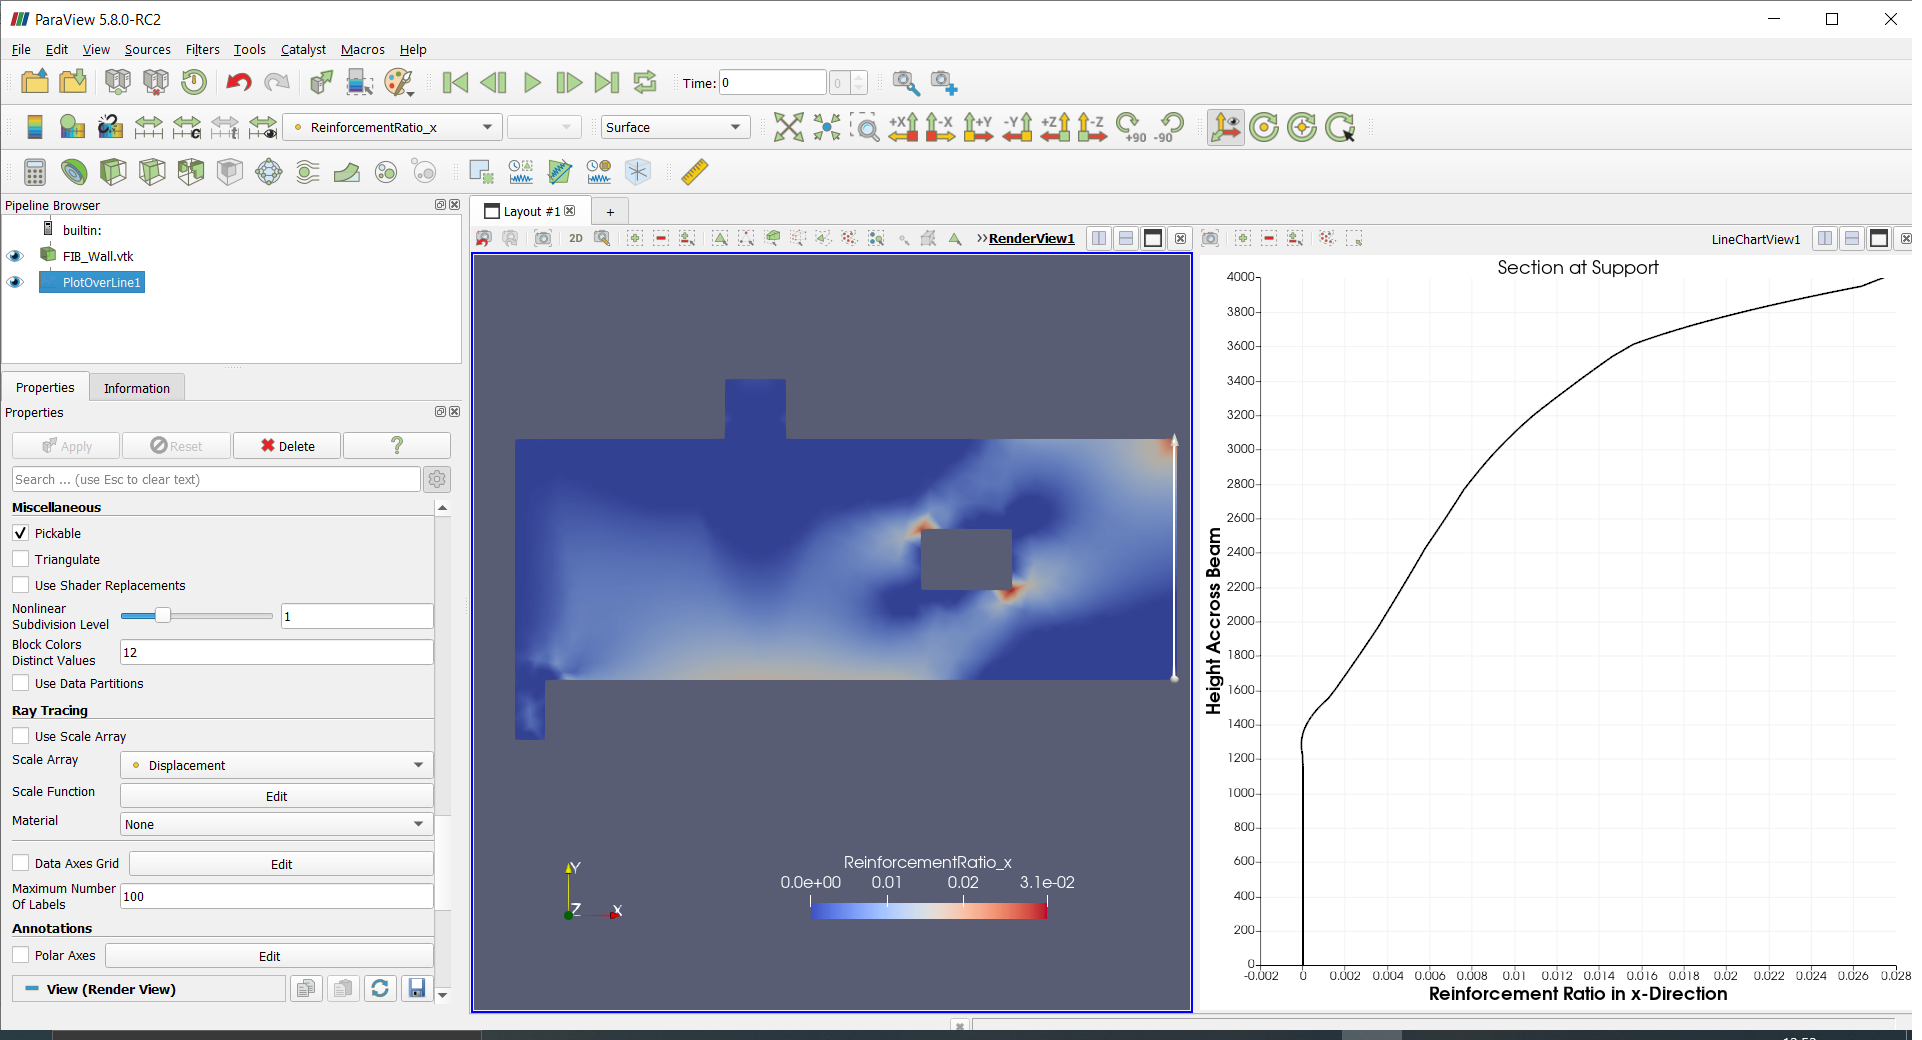 ParaView 5.8.0-RC2
File Edit View Sources Filters Tools Catalyst Macros Help
Time: 0 0
ReinforcementRatio_x Surface +X -X +Y -Y +Z -Z +90 -90
Pipeline Browser
builtin:
FIB_Wall.vtk
PlotOverLine1
Properties Information
Properties
Apply Reset Delete ?
Search ... (use Esc to clear text)
Miscellaneous
Pickable
Triangulate
Use Shader Replacements
Nonlinear
Subdivision Level 1
Block Colors
Distinct Values 12
Use Data Partitions
Ray Tracing
Use Scale Array
Scale Array Displacement
Scale Function Edit
Material None
Data Axes Grid Edit
Maximum Number
Of Labels 100
Annotations
Polar Axes Edit
View (Render View)
Layout #1 +
2D >>RenderView1
LineChartView1
Y
Z X
ReinforcementRatio_x
0.0e+00 0.01 0.02 3.1e-02
Section at Support
Height Accross Beam
4000
3800
3600
3400
3200
3000
2800
2600
2400
2200
2000
1800
1600
1400
1200
1000
800
600
400
200
0
-0.002 0 0.002 0.004 0.006 0.008 0.01 0.012 0.014 0.016 0.018 0.02 0.022 0.024 0.026 0.028
Reinforcement Ratio in x-Direction